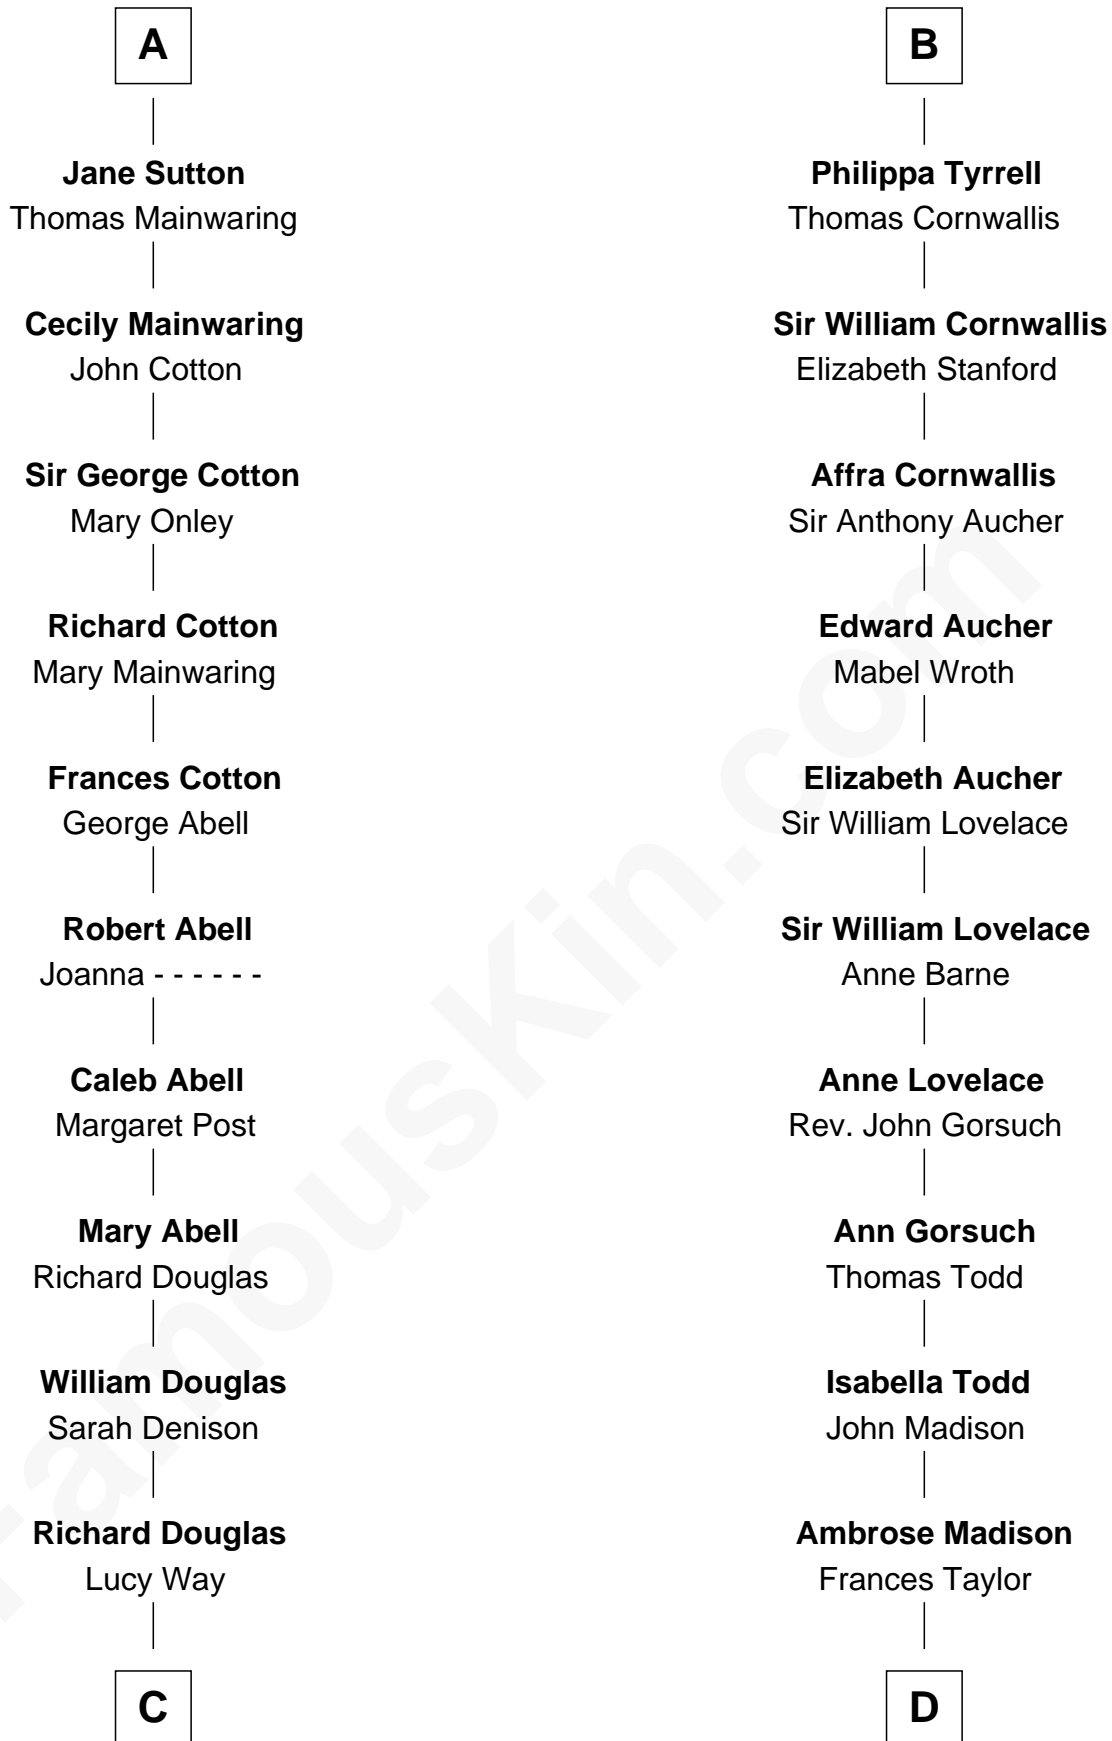 A
Jane Sutton
Thomas Mainwaring
Cecily Mainwaring
John Cotton
Sir George Cotton
Mary Onley
Richard Cotton
Mary Mainwaring
Frances Cotton
George Abell
Robert Abell
Joanna - - - - - -
Caleb Abell
Margaret Post
Mary Abell
Richard Douglas
William Douglas
Sarah Denison
Richard Douglas
Lucy Way
C
B
Philippa Tyrrell
Thomas Cornwallis
Sir William Cornwallis
Elizabeth Stanford
Affra Cornwallis
Sir Anthony Aucher
Edward Aucher
Mabel Wroth
Elizabeth Aucher
Sir William Lovelace
Sir William Lovelace
Anne Barne
Anne Lovelace
Rev. John Gorsuch
Ann Gorsuch
Thomas Todd
Isabella Todd
John Madison
Ambrose Madison
Frances Taylor
D
FamousKin.com